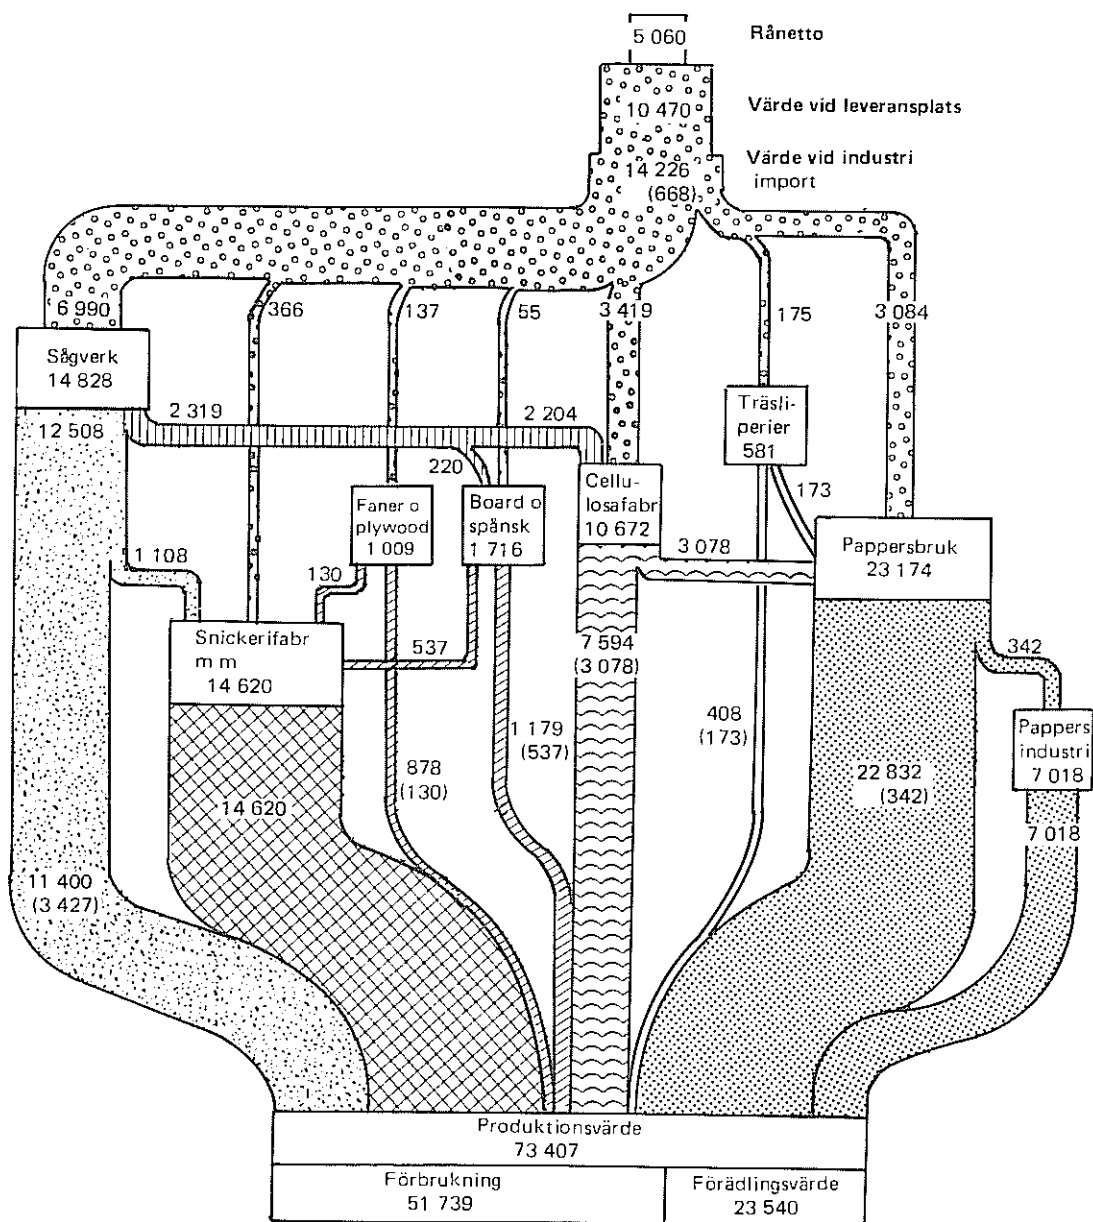 5 060
Rånetto
10 470
Värde vid leveransplats
Värde vid industri
14 226
import
(668)
6 990
366
137
55
3 419
175
3 084
Sågverk
14 828
2 319
2 204
Träsli-
perier
581
12 508
220
173
Faner o
plywood
1 009
Board o
spånsk
1 716
Cellu-
losafabr
10 672
Pappersbruk
23 174
1 108
130
3 078
Snickerifabr
m m
14 620
537
7 594
(3 078)
342
Pappers
industri
7 018
1 179
(537)
408
(173)
878
(130)
14 620
22 832
(342)
7 018
11 400
(3 427)
Produktionsvärde
73 407
Förbrukning
51 739
Förädlingsvärde
23 540